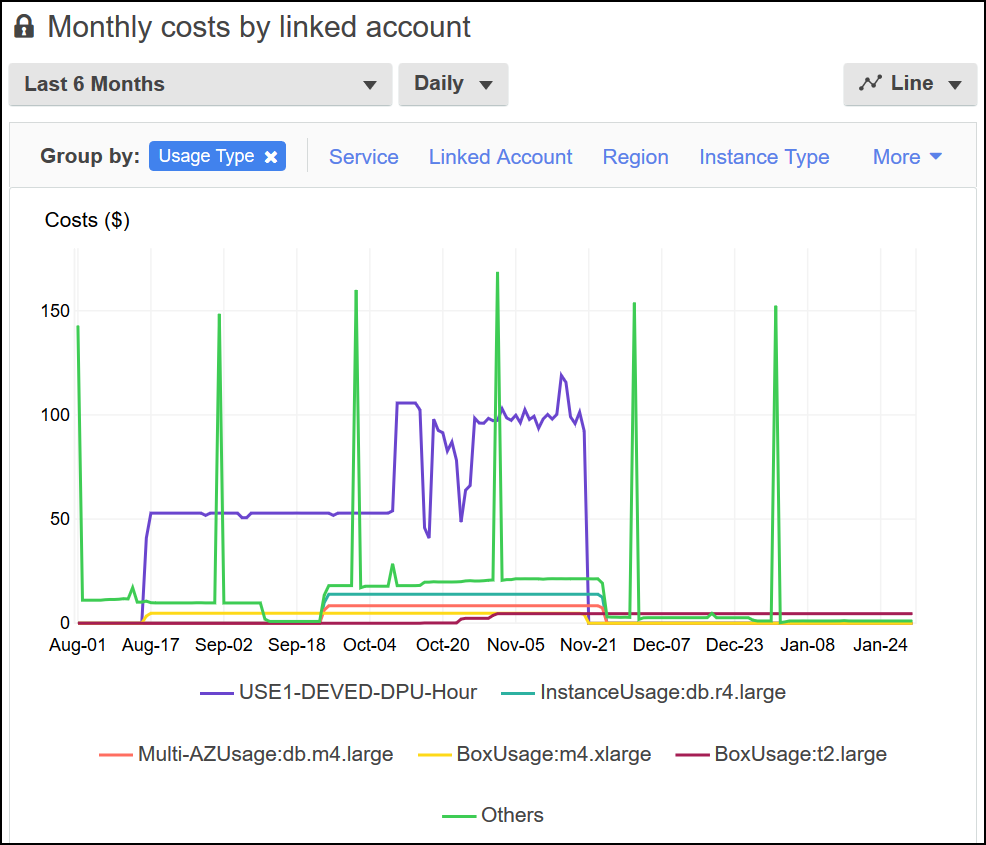 Monthly costs by linked account
Last 6 Months Daily Line
Group by: Usage Type Service Linked Account Region Instance Type More
Costs ($)
150
100
50
0
Aug-01 Aug-17 Sep-02 Sep-18 Oct-04 Oct-20 Nov-05 Nov-21 Dec-07 Dec-23 Jan-08 Jan-24
USE1-DEVED-DPU-Hour InstanceUsage:db.r4.large
Multi-AZUsage:db.m4.large BoxUsage:m4.xlarge BoxUsage:t2.large
Others